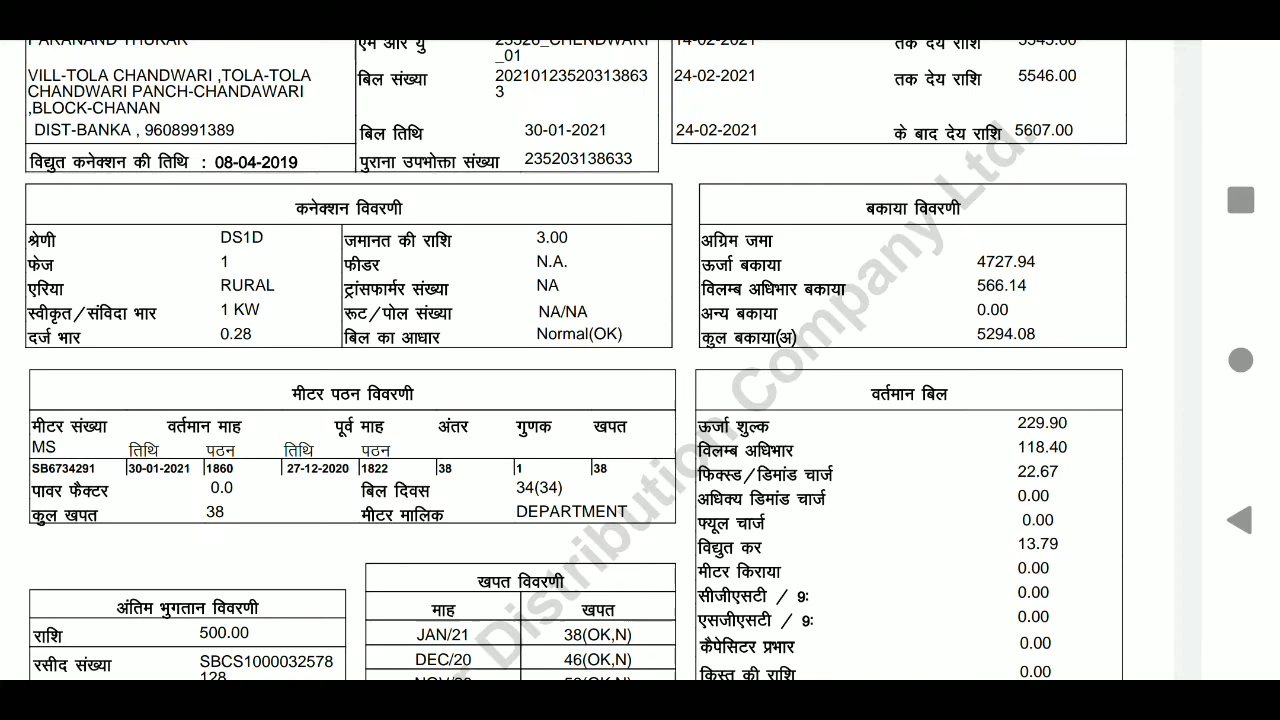 एम आर यु
_01
14-02-2021 तक देय राशि
VILL-TOLA CHANDWARI ,TOLA-TOLA
CHANDWARI PANCH-CHANDAWARI
,BLOCK-CHANAN
DIST-BANKA , 9608991389
बिल संख्या 20210123520313863
3
बिल तिथि 30-01-2021
विद्युत कनेक्शन की तिथि : 08-04-2019
पुराना उपभोक्ता संख्या 235203138633
24-02-2021 तक देय राशि 5546.00
24-02-2021 के बाद देय राशि 5607.00
कनेक्शन विवरणी
श्रेणी DS1D जमानत की राशि 3.00
फेज 1 फीडर N.A.
एरिया RURAL ट्रांसफार्मर संख्या NA
स्वीकृत/संविदा भार 1 KW रूट/पोल संख्या NA/NA
दर्ज भार 0.28 बिल का आधार Normal(OK)
बकाया विवरणी
अग्रिम जमा
ऊर्जा बकाया 4727.94
विलम्ब अधिभार बकाया 566.14
अन्य बकाया 0.00
कुल बकाया(अ) 5294.08
मीटर पठन विवरणी
मीटर संख्या वर्तमान माह पूर्व माह अंतर गुणक खपत
MS तिथि पठन तिथि पठन
SB6734291 30-01-2021 1860 27-12-2020 1822 38 1 38
पावर फैक्टर 0.0 बिल दिवस 34(34)
कुल खपत 38 मीटर मालिक DEPARTMENT
वर्तमान बिल
ऊर्जा शुल्क 229.90
विलम्ब अधिभार 118.40
फिक्स्ड/डिमांड चार्ज 22.67
अधिक्य डिमांड चार्ज 0.00
फ्यूल चार्ज 0.00
विद्युत कर 13.79
मीटर किराया 0.00
सीजीएसटी / 9: 0.00
एसजीएसटी / 9: 0.00
कैपेसिटर प्रभार 0.00
किस्त की राशि 0.00
अंतिम भुगतान विवरणी
राशि 500.00
रसीद संख्या SBCS1000032578
128
खपत विवरणी
माह खपत
JAN/21 38(OK,N)
DEC/20 46(OK,N)
Distribution Company Ltd.